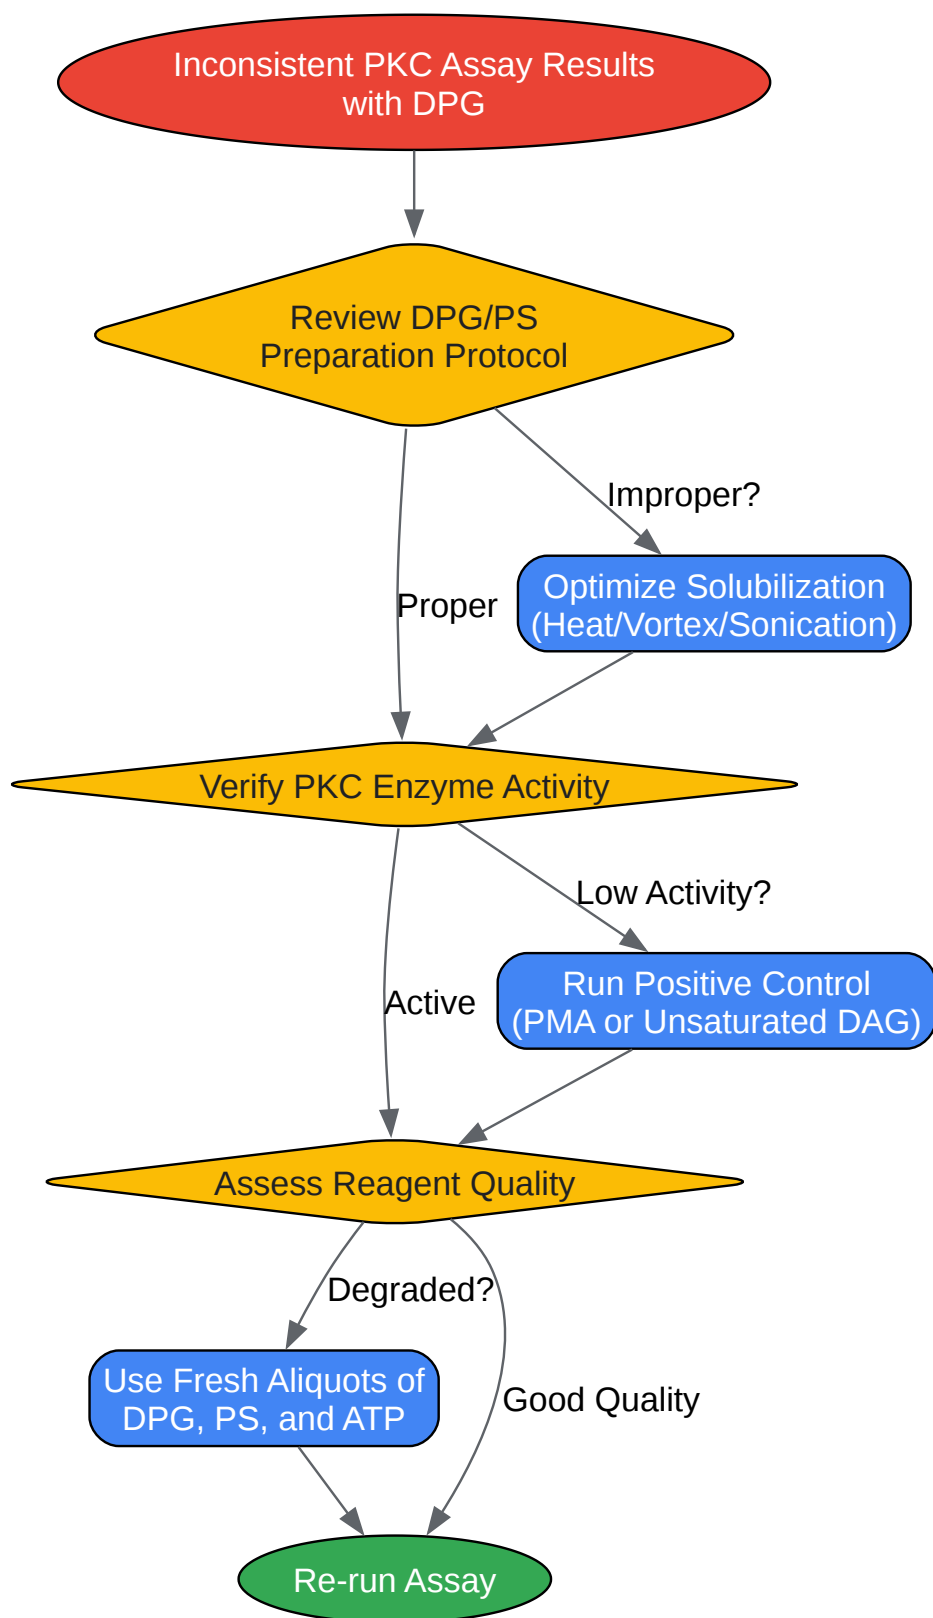 Inconsistent PKC Assay Results
with DPG
Review DPG/PS
Preparation Protocol
Improper?
Optimize Solubilization
(Heat/Vortex/Sonication)
Proper
Verify PKC Enzyme Activity
Low Activity?
Run Positive Control
(PMA or Unsaturated DAG)
Active
Assess Reagent Quality
Degraded?
Use Fresh Aliquots of
DPG, PS, and ATP
Good Quality
Re-run Assay